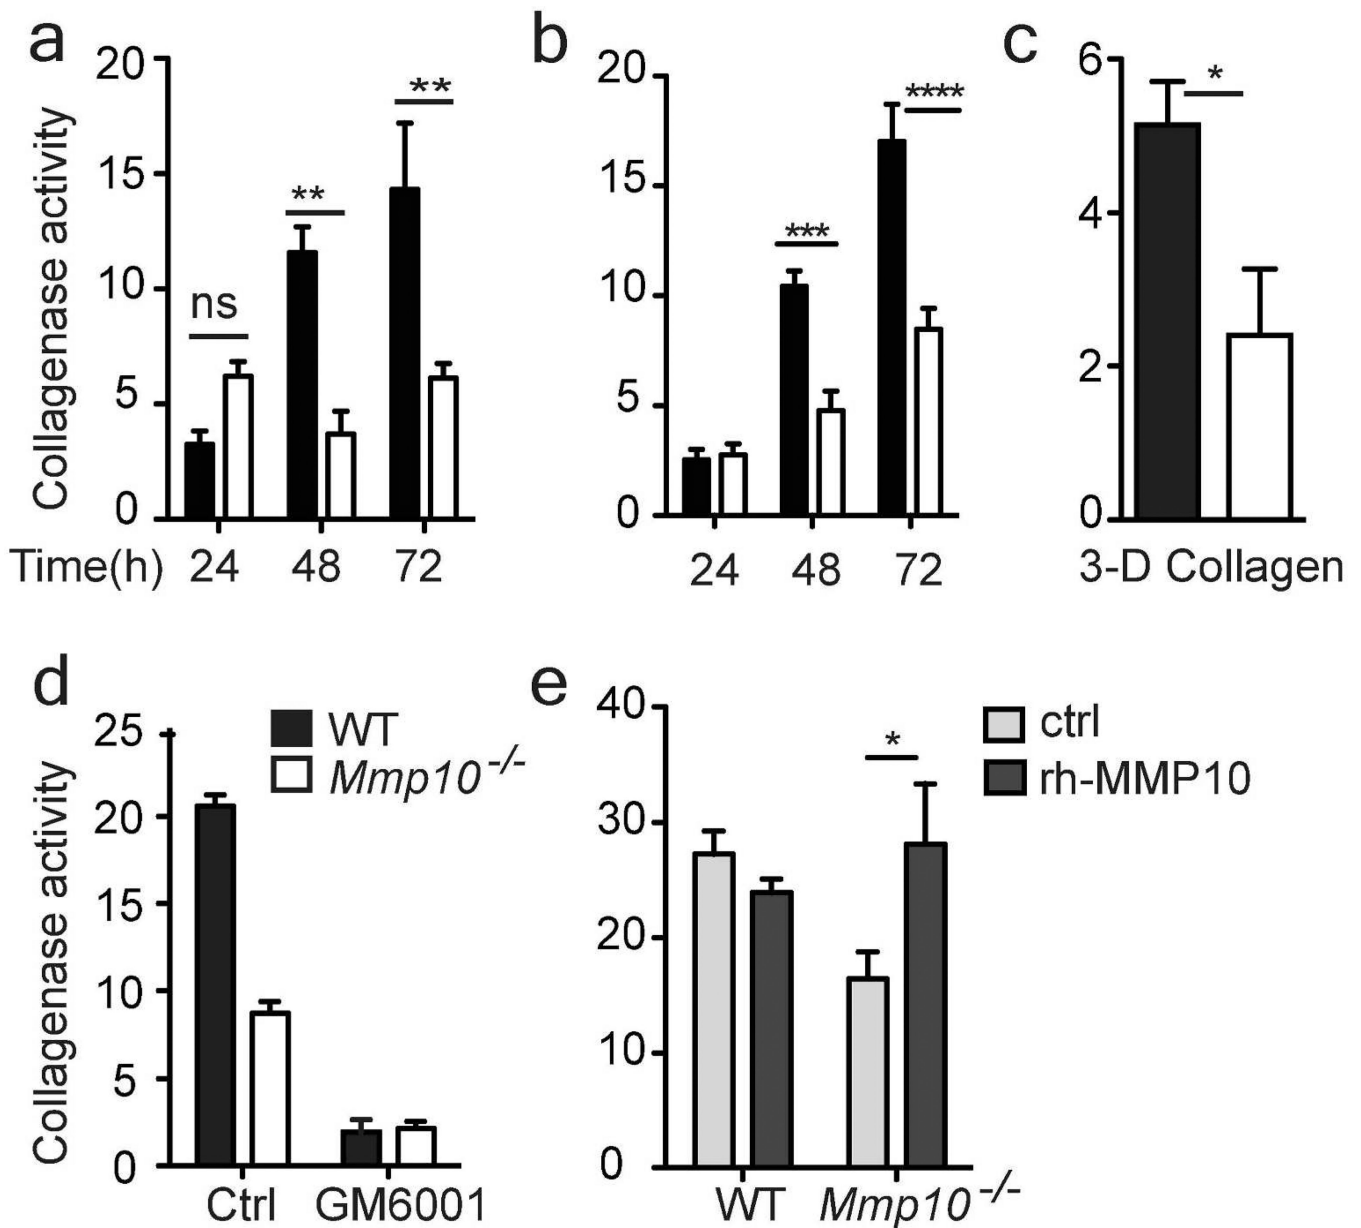 a
Collagenase activity
20
15
10
5
0
ns
**
**
Time(h) 24 48 72
b
20
15
10
5
0
***
****
24 48 72
c
6
4
2
0
*
3-D Collagen
d
Collagenase activity
25
20
15
10
5
0
WT
Mmp10-/-
Ctrl GM6001
e
40
30
20
10
0
*
ctrl
rh-MMP10
WT Mmp10-/-